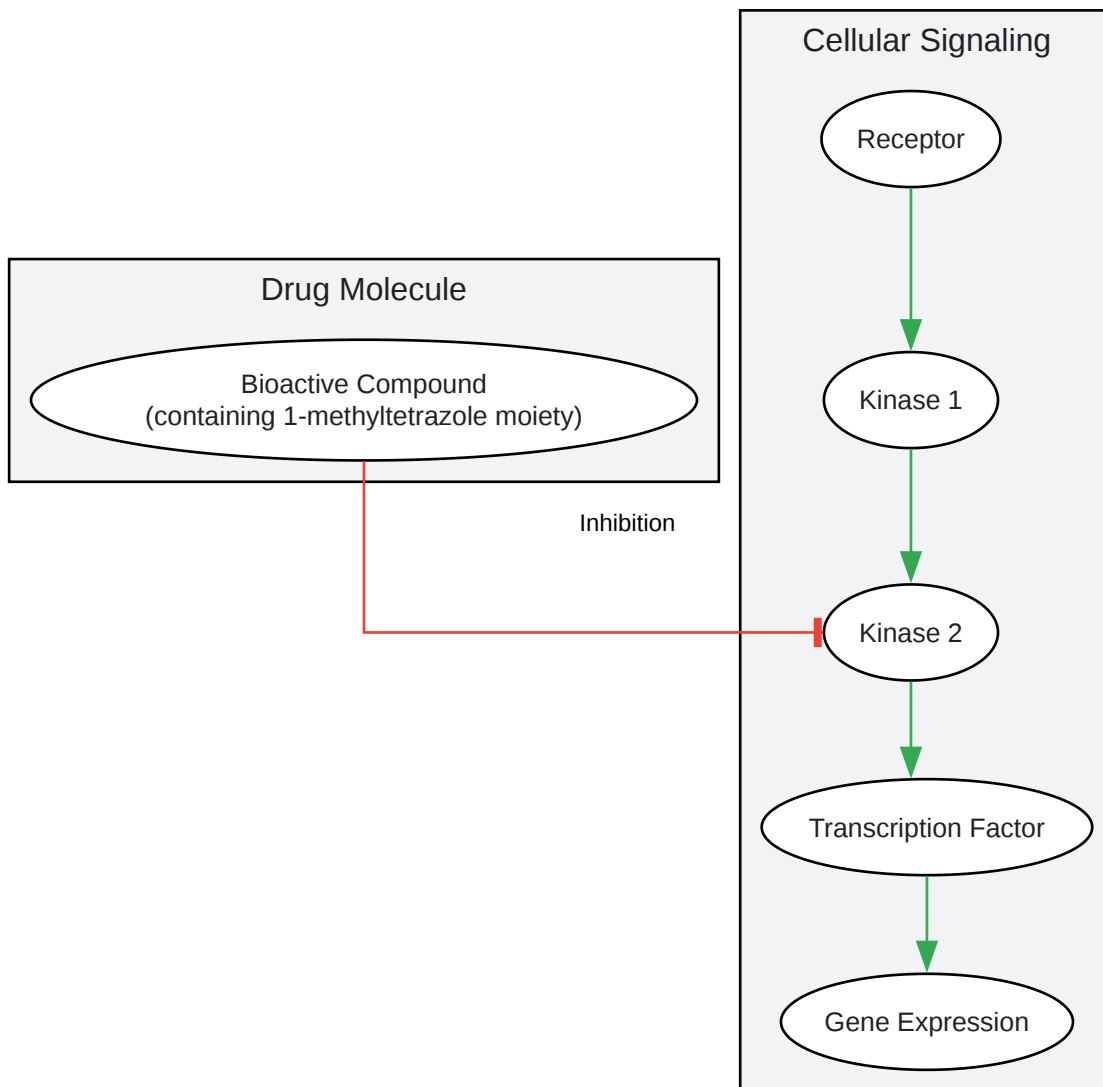 Cellular Signaling
Receptor
Drug Molecule
Bioactive Compound
(containing 1-methyltetrazole moiety)
Kinase 1
Inhibition
Kinase 2
Transcription Factor
Gene Expression